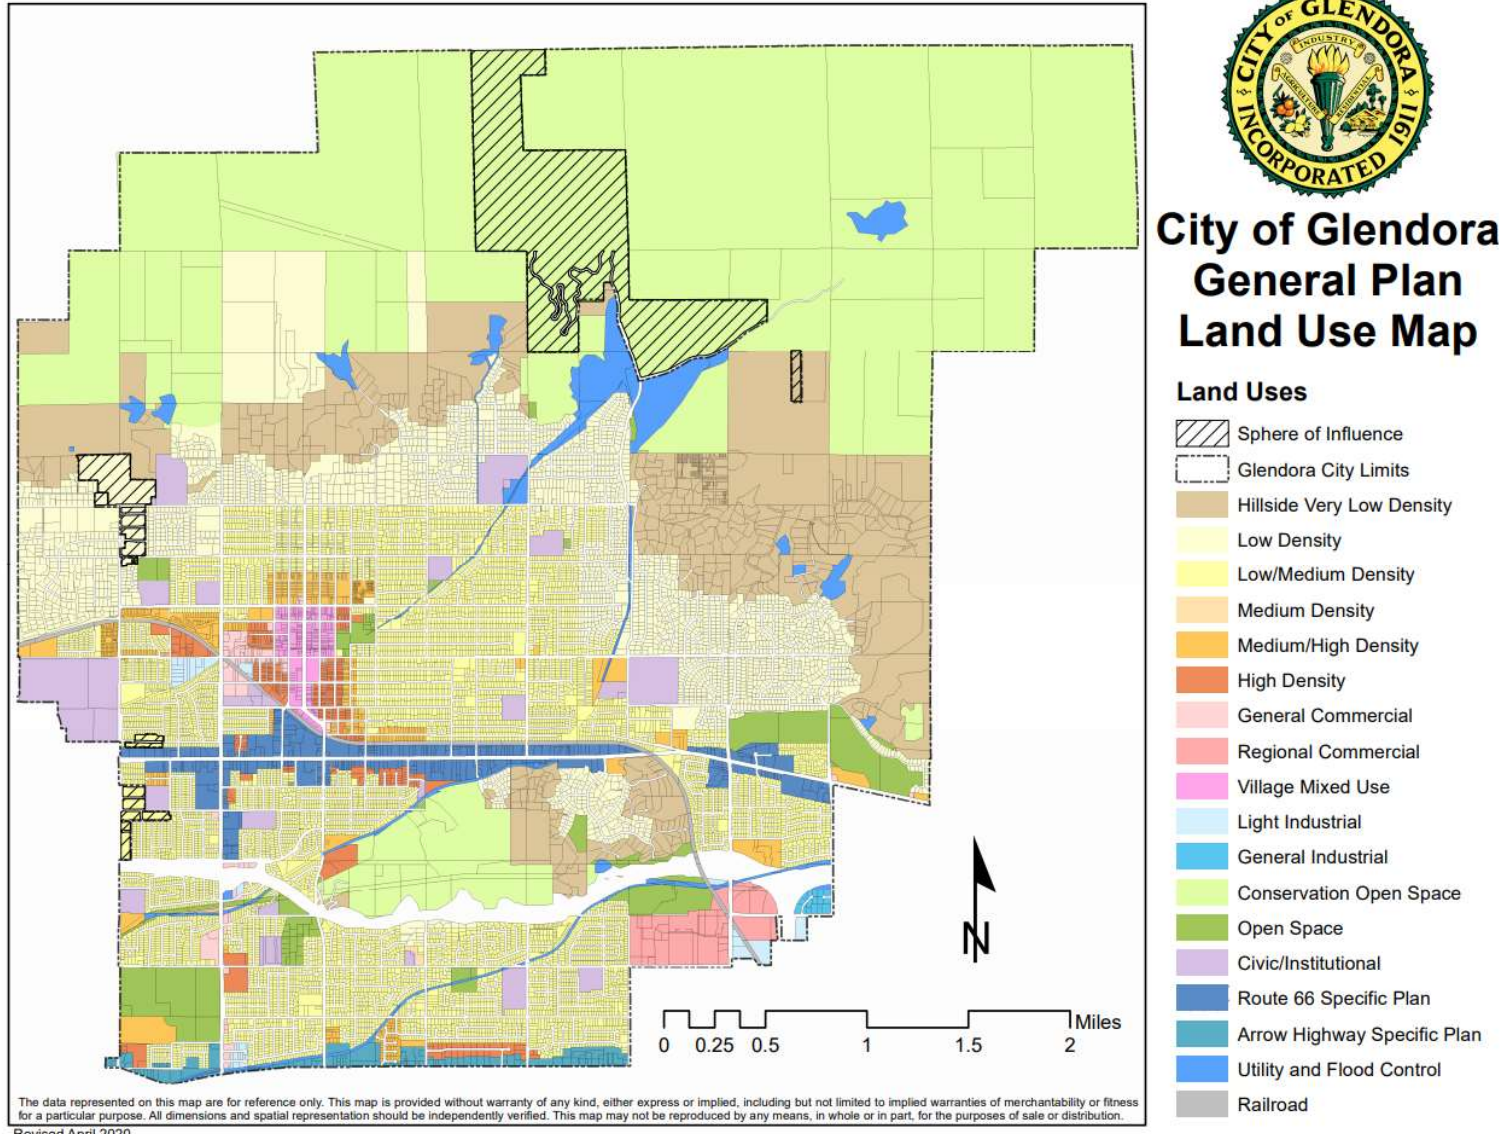 CITY OF GLENDORA
INDUSTRY
AGRICULTURE
RESIDENTIAL
INCORPORATED 1911
City of Glendora
General Plan
Land Use Map
Land Uses
Sphere of Influence
Glendora City Limits
Hillside Very Low Density
Low Density
Low/Medium Density
Medium Density
Medium/High Density
High Density
General Commercial
Regional Commercial
Village Mixed Use
Light Industrial
General Industrial
Conservation Open Space
Open Space
Civic/Institutional
Route 66 Specific Plan
Arrow Highway Specific Plan
Utility and Flood Control
Railroad
N
Miles
0 0.25 0.5 1 1.5 2
The data represented on this map are for reference only. This map is provided without warranty of any kind, either express or implied, including but not limited to implied warranties of merchantability or fitness
for a particular purpose. All dimensions and spatial representation should be independently verified. This map may not be reproduced by any means, in whole or in part, for the purposes of sale or distribution.
Revised April 2020